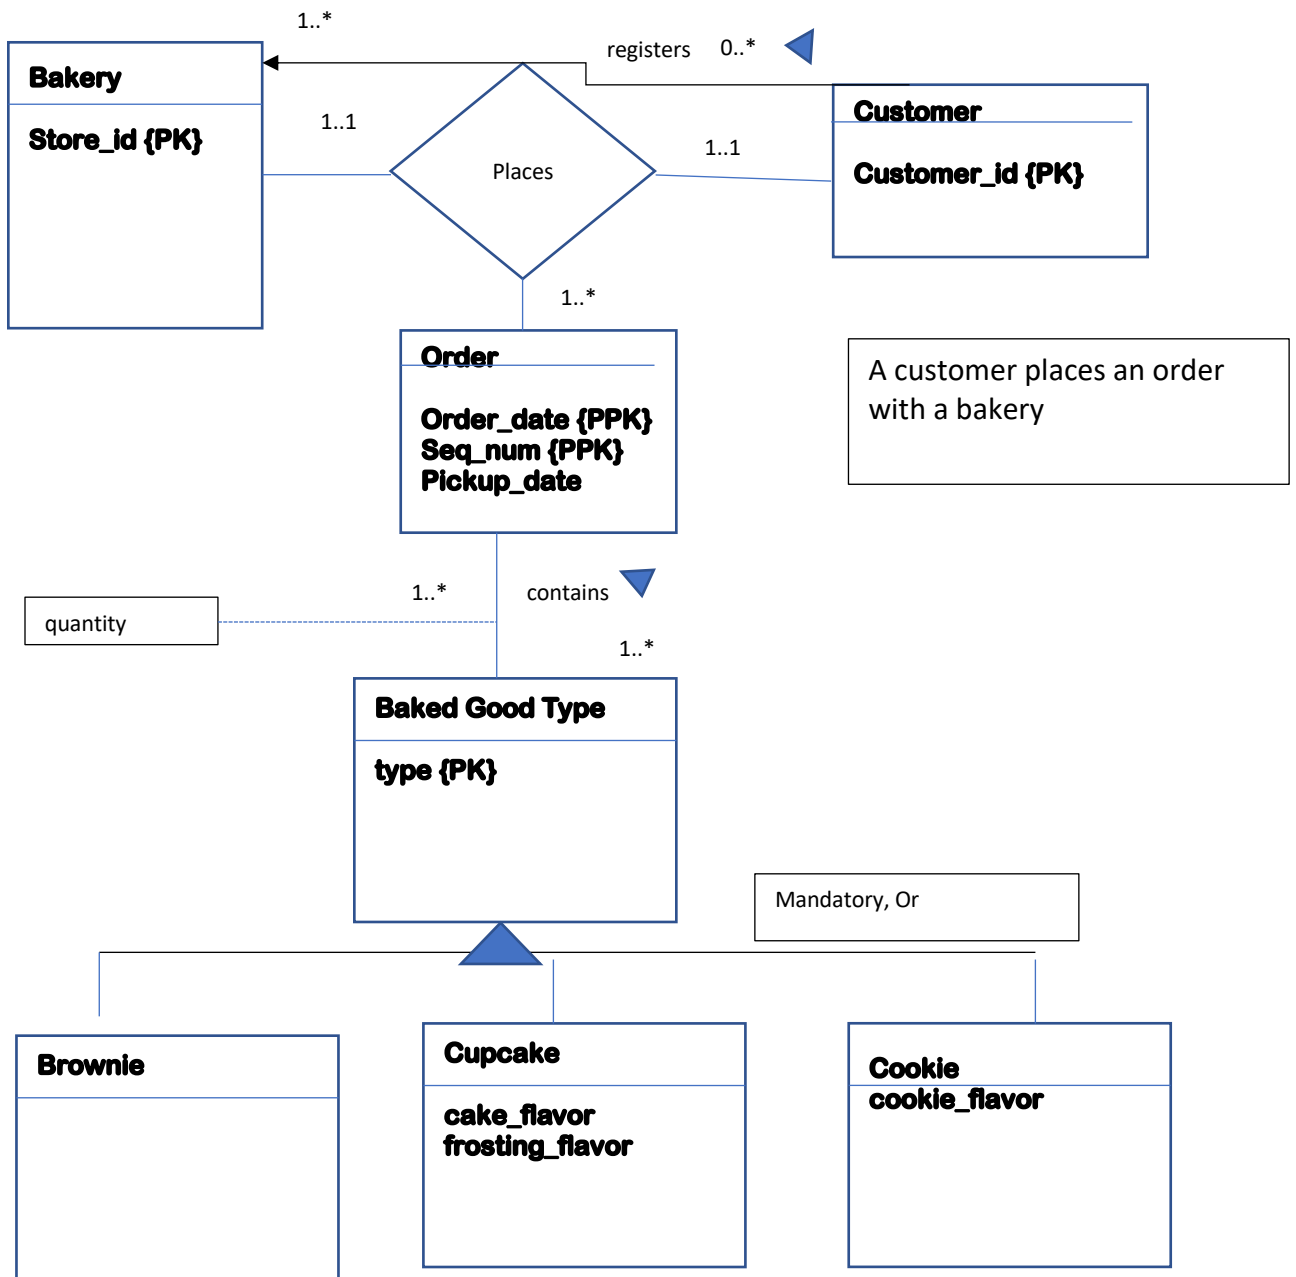 1..*
registers 0..*
Bakery
Store_id {PK}
1..1
Places
1..1
Customer
Customer_id {PK}
1..*
Order
Order_date {PPK}
Seq_num {PPK}
Pickup_date
A customer places an order
with a bakery
1..*
contains
quantity
1..*
Baked Good Type
type {PK}
Mandatory, Or
Brownie
Cupcake
cake_flavor
frosting_flavor
Cookie
cookie_flavor